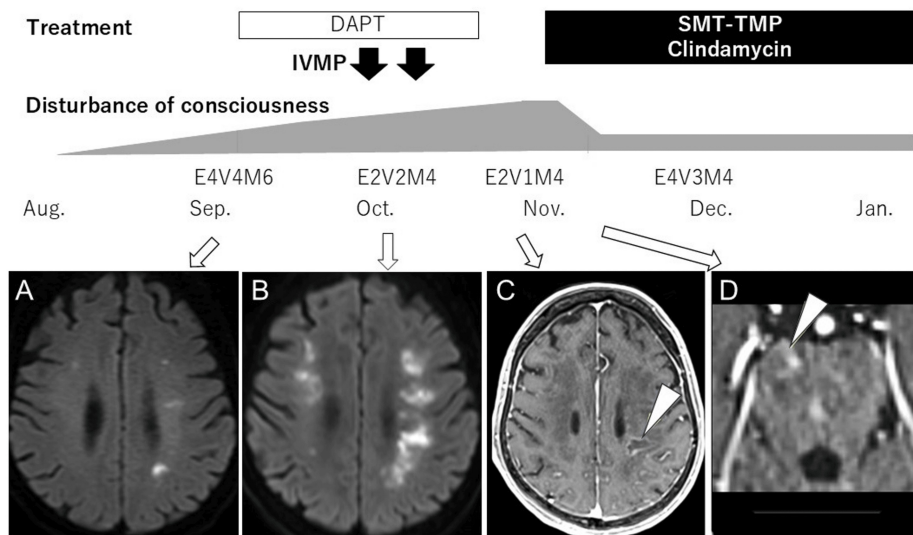 Treatment
DAPT
SMT-TMP
Clindamycin
IVMP
Disturbance of consciousness
E4V4M6
E2V2M4
E2V1M4
E4V3M4
Aug.
Sep.
Oct.
Nov.
Dec.
Jan.
A
B
C
D